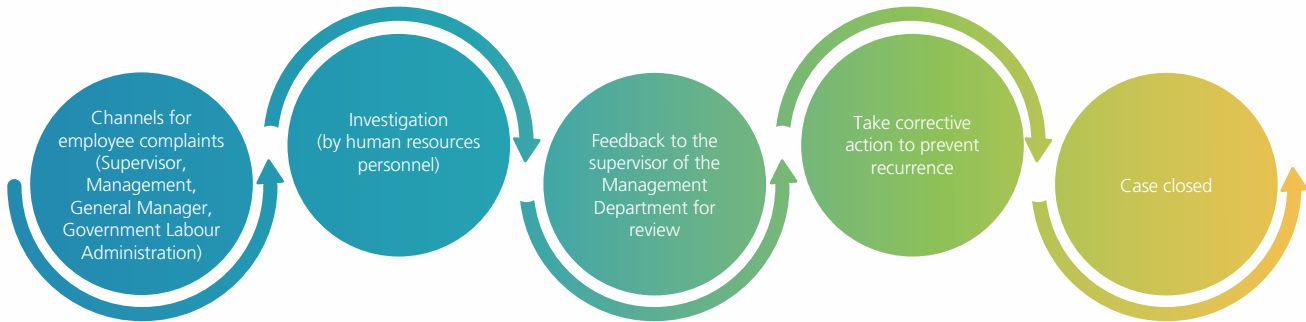 Channels for
employee complaints
(Supervisor,
Management,
General Manager,
Government Labour
Administration)
Investigation
(by human resources
personnel)
Feedback to the
supervisor of the
Management
Department for
review
Take corrective
action to prevent
recurrence
Case closed